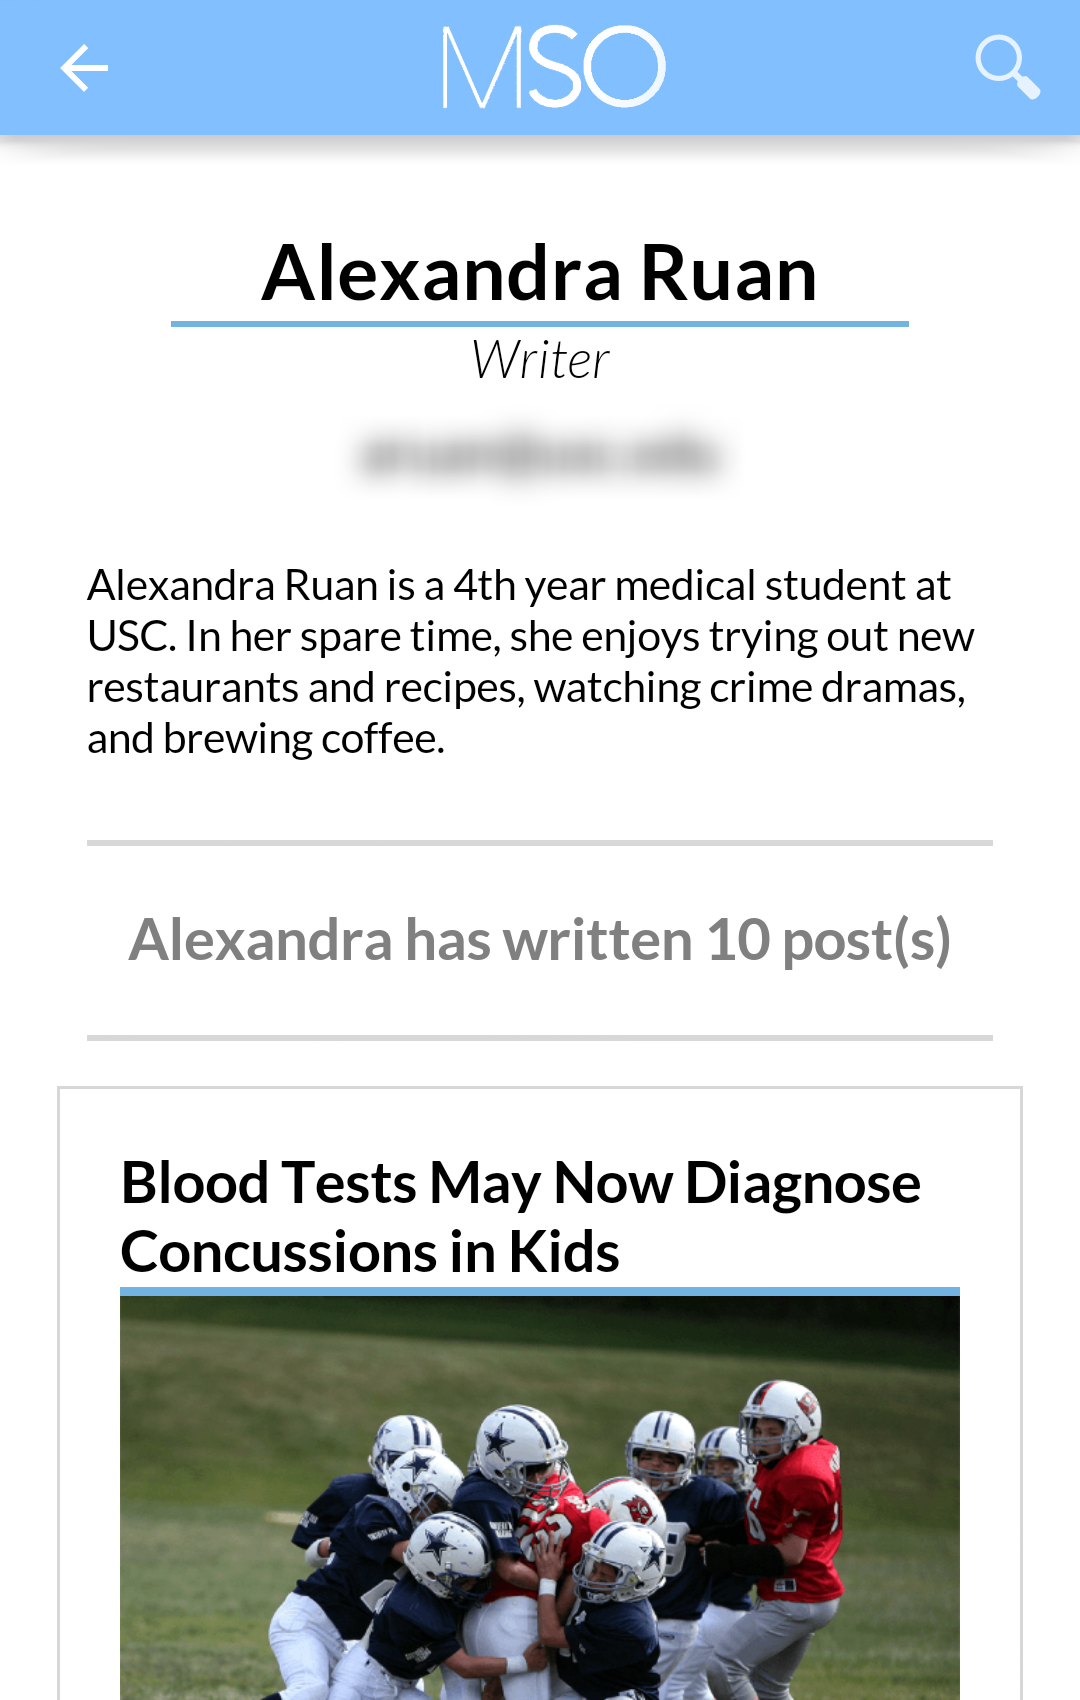 MSO
Alexandra Ruan
Writer
Alexandra Ruan is a 4th year medical student at
USC. In her spare time, she enjoys trying out new
restaurants and recipes, watching crime dramas,
and brewing coffee.
Alexandra has written 10 post(s)
Blood Tests May Now Diagnose
Concussions in Kids